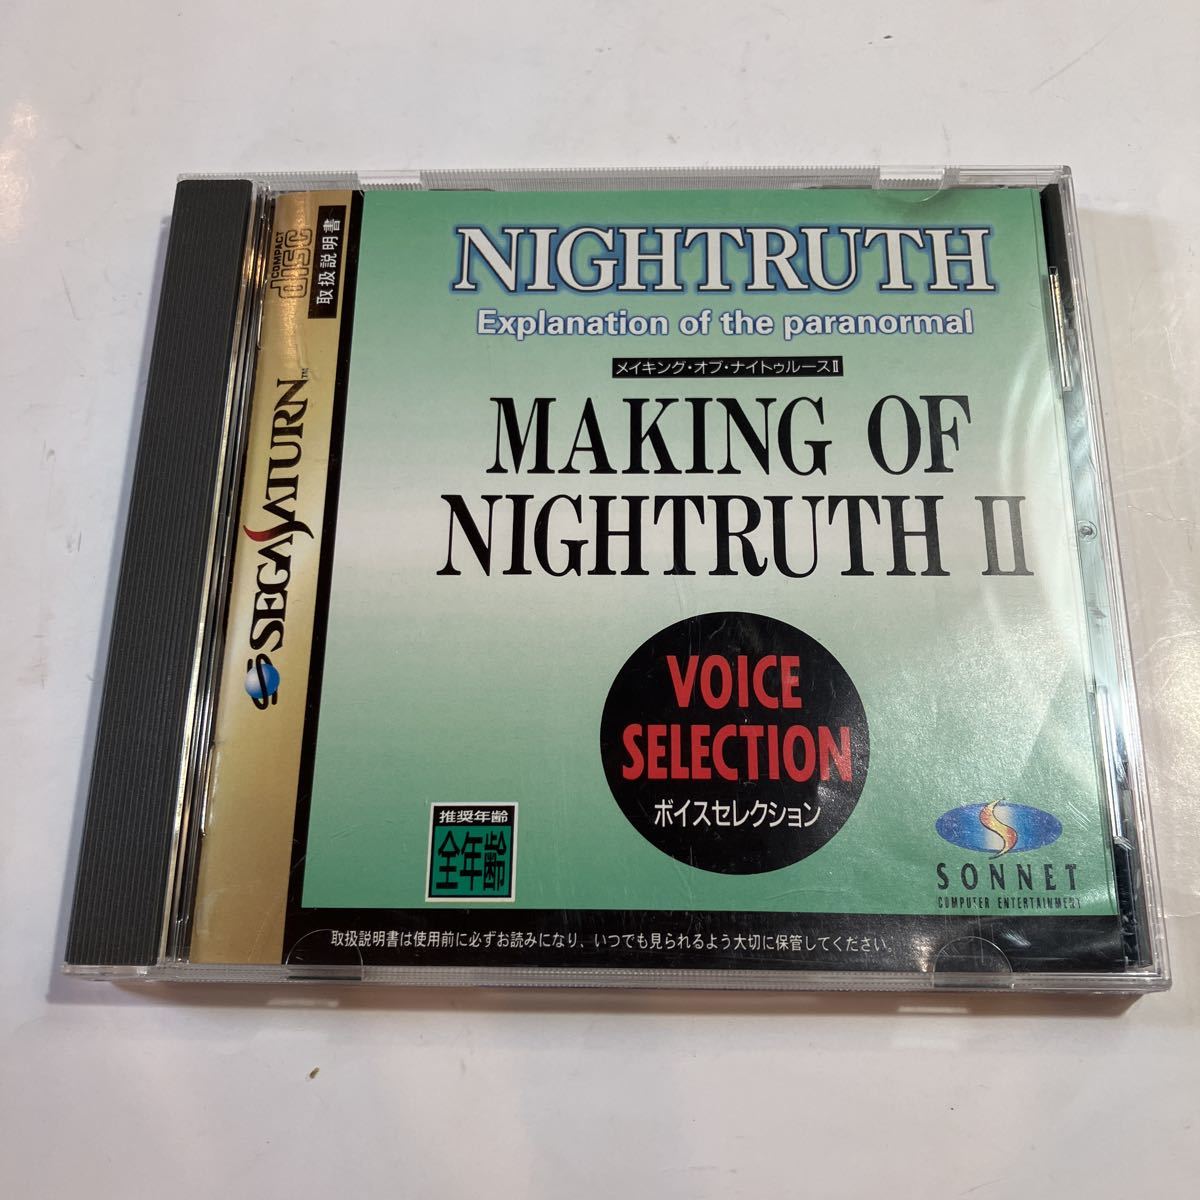 COMPACT
disc
取扱説明書
SEGA SATURN™
NIGHTRUTH
Explanation of the paranormal
メイキング・オブ・ナイトゥルースⅡ
MAKING OF
NIGHTRUTH Ⅱ
VOICE
SELECTION
ボイスセレクション
推奨年齢
全年齢
SONNET
COMPUTER ENTERTAINMENT
取扱説明書は使用前に必ずお読みになり、いつでも見られるよう大切に保管してください。